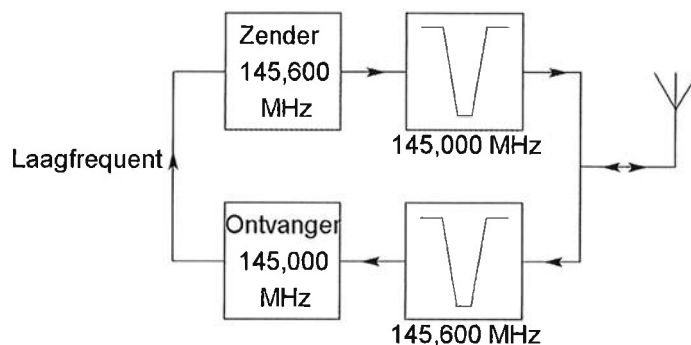 Zender
145,600
MHz
145,000 MHz
Laagfrequent
Ontvanger
145,000
MHz
145,600 MHz